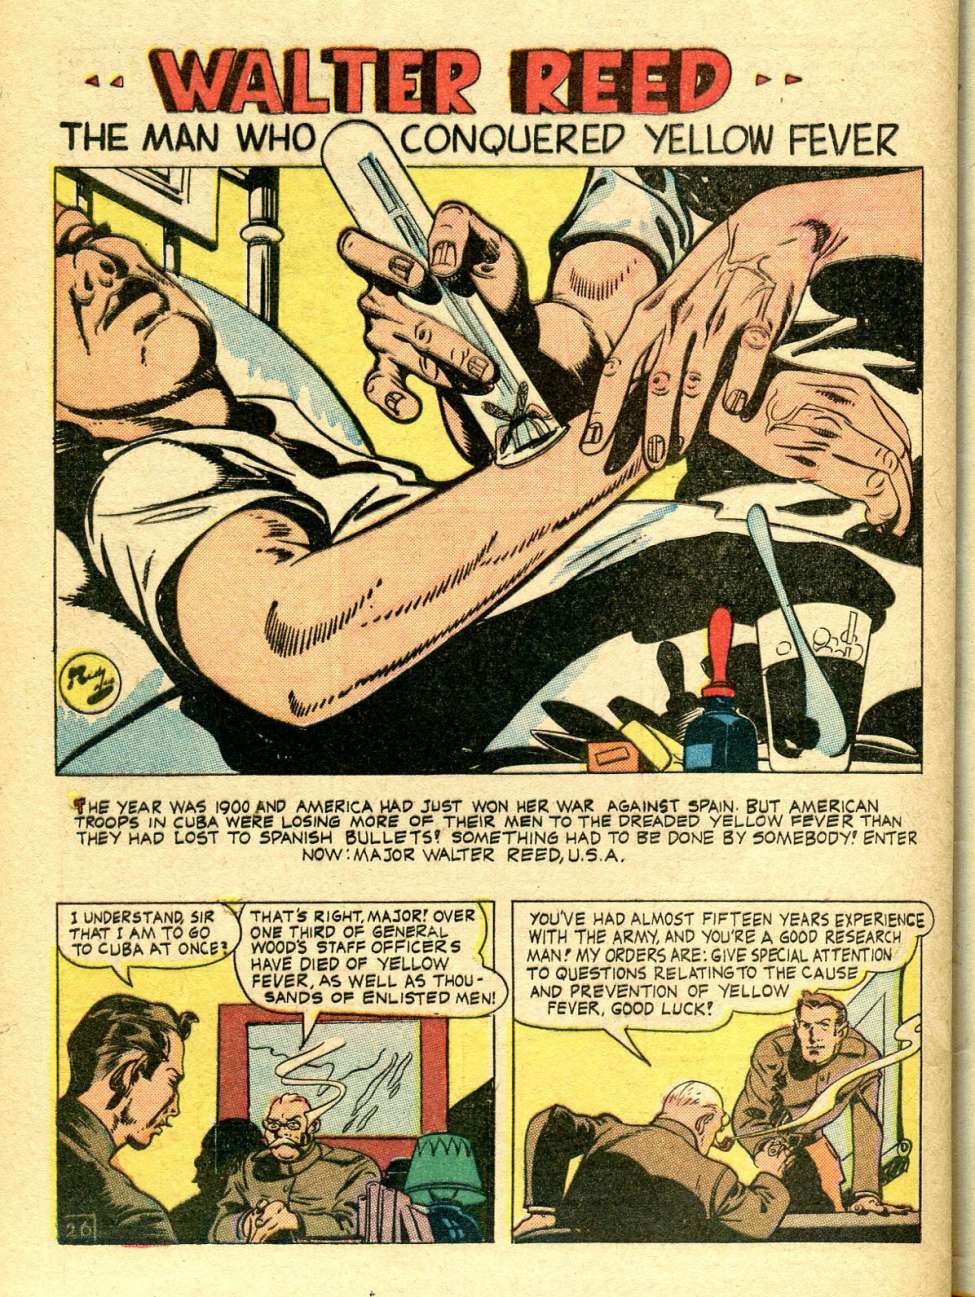 WALTER REED
THE MAN WHO CONQUERED YELLOW FEVER
THE YEAR WAS 1900 AND AMERICA HAD JUST WON HER WAR AGAINST SPAIN. BUT AMERICAN
TROOPS IN CUBA WERE LOSING MORE OF THEIR MEN TO THE DREADED YELLOW FEVER THAN
THEY HAD LOST TO SPANISH BULLETS! SOMETHING HAD TO BE DONE BY SOMEBODY! ENTER
NOW: MAJOR WALTER REED, U.S.A.
I UNDERSTAND, SIR
THAT I AM TO GO
TO CUBA AT ONCE?
THAT'S RIGHT, MAJOR! OVER
ONE THIRD OF GENERAL
WOOD'S STAFF OFFICERS
HAVE DIED OF YELLOW
FEVER, AS WELL AS THOU-
SANDS OF ENLISTED MEN!
YOU'VE HAD ALMOST FIFTEEN YEARS EXPERIENCE
WITH THE ARMY, AND YOU'RE A GOOD RESEARCH
MAN! MY ORDERS ARE: GIVE SPECIAL ATTENTION
TO QUESTIONS RELATING TO THE CAUSE
AND PREVENTION OF YELLOW
FEVER, GOOD LUCK!
26